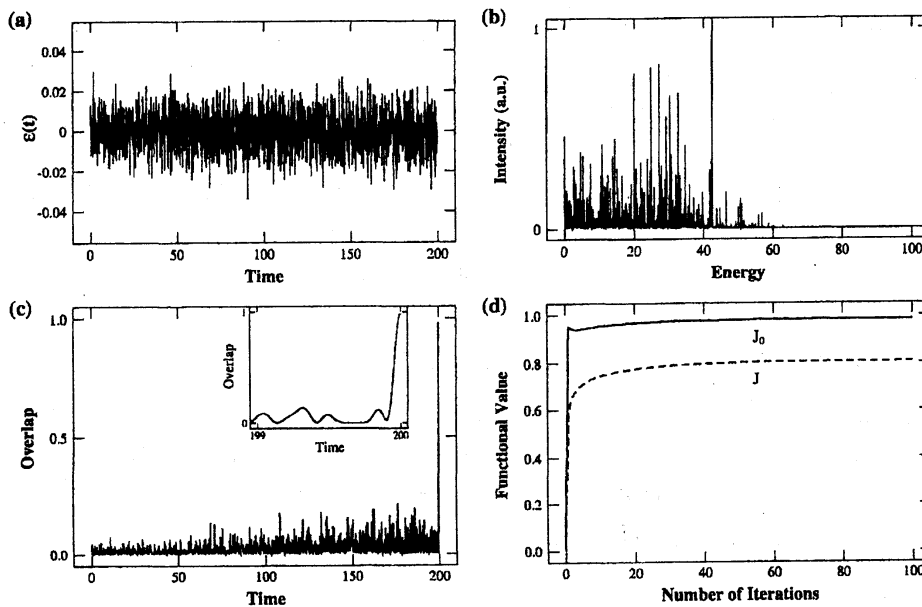 (a)
0.04
0.02
0
-0.02
-0.04
ε(t)
0 50 100 150 200
Time
(b)
1
0
Intensity (a.u.)
0 20 40 60 80 100
Energy
(c)
1.0
0.5
0.0
Overlap
0 50 100 150 200
Time
1
0
Overlap
199 200
Time
(d)
1.0
0.8
0.6
0.4
0.2
0.0
Functional Value
J₀
J
0 20 40 60 80 100
Number of Iterations